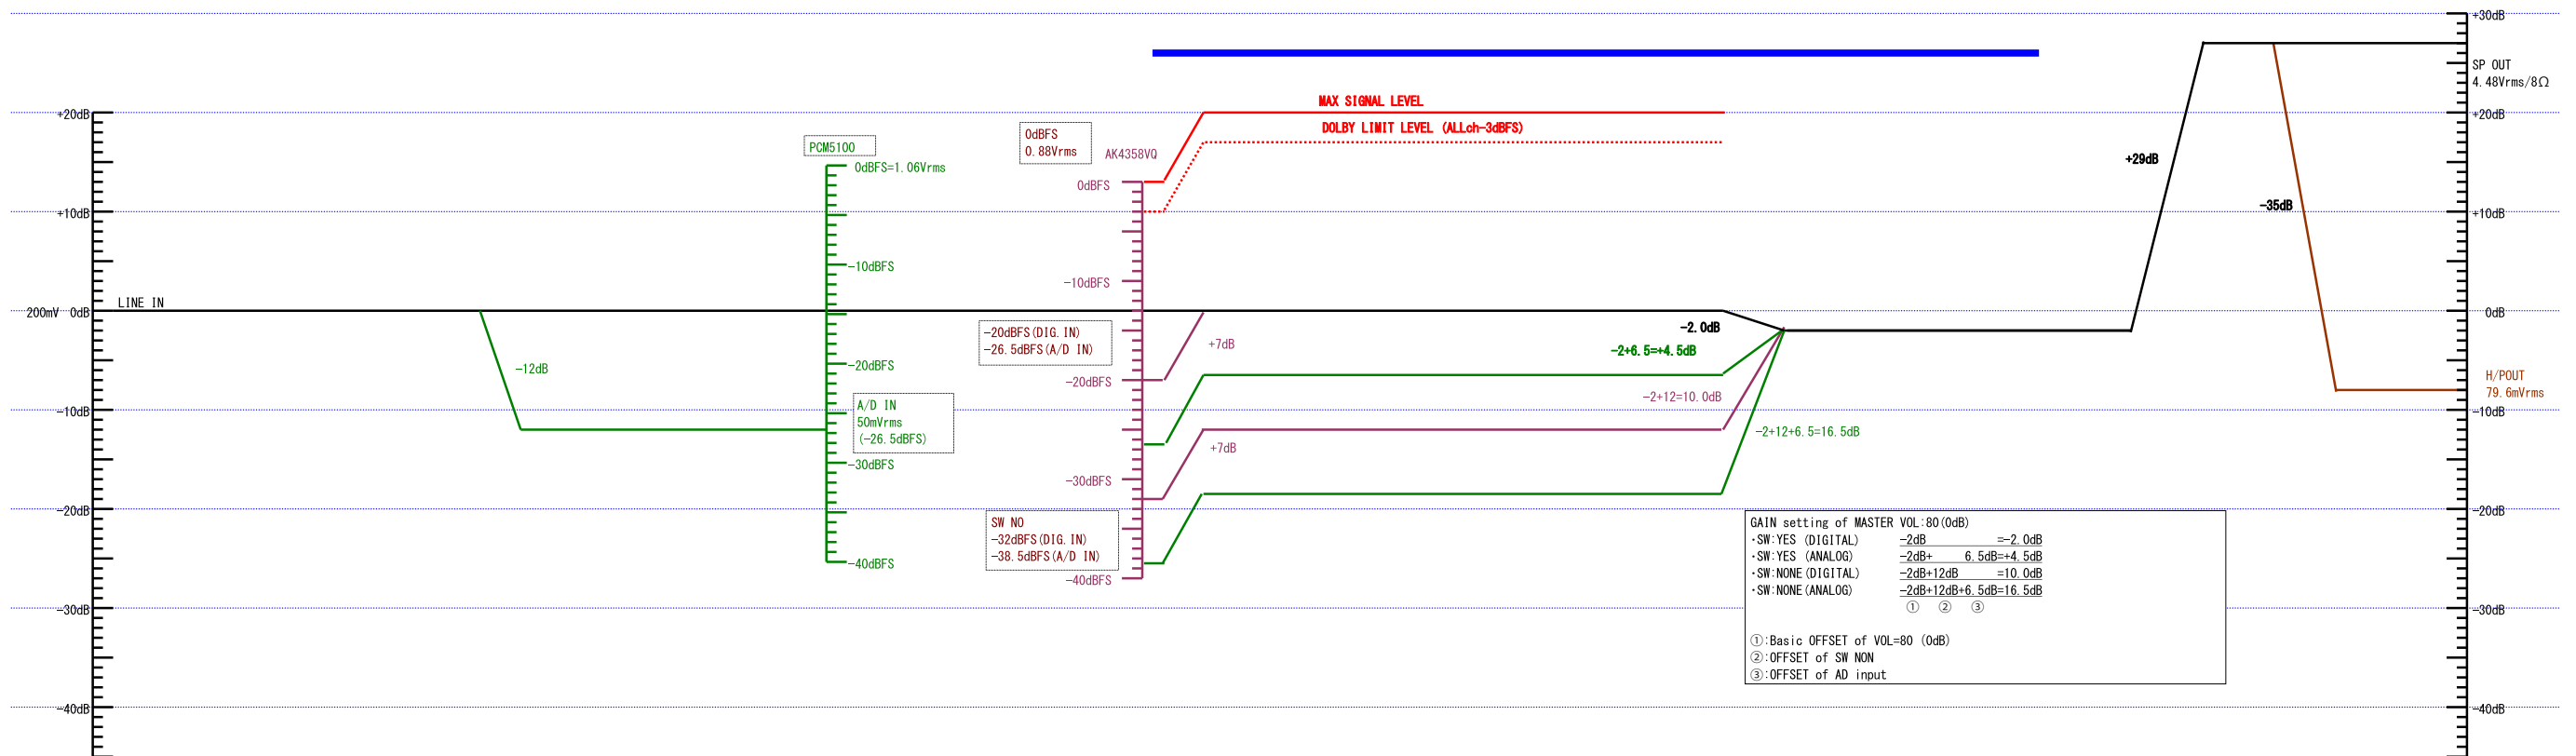 +30dB
SP OUT
4.48Vrms/8Ω
MAX SIGNAL LEVEL
+20dB
+20dB
DOLBY LIMIT LEVEL (ALLch-3dBFS)
0dBFS
0.88Vrms
PCM5100
AK4358VQ
+29dB
0dBFS=1.06Vrms
0dBFS
-35dB
+10dB
+10dB
-10dBFS
-10dBFS
LINE IN
200mV 0dB
0dB
-20dBFS(DIG.IN)
-26.5dBFS(A/D IN)
-2.0dB
+7dB
-2+6.5=+4.5dB
-12dB
-20dBFS
-20dBFS
H/POUT
79.6mVrms
-2+12=10.0dB
A/D IN
50mVrms
(-26.5dBFS)
-10dB
-10dB
-2+12+6.5=16.5dB
+7dB
-30dBFS
-30dBFS
-20dB
-20dB
SW NO
-32dBFS(DIG.IN)
-38.5dBFS(A/D IN)
-40dBFS
-40dBFS
GAIN setting of MASTER VOL:80(0dB)
・SW:YES (DIGITAL) -2dB =-2.0dB
・SW:YES (ANALOG) -2dB+ 6.5dB=+4.5dB
・SW:NONE(DIGITAL) -2dB+12dB =10.0dB
・SW:NONE(ANALOG) -2dB+12dB+6.5dB=16.5dB
① ② ③
①:Basic OFFSET of VOL=80 (0dB)
②:OFFSET of SW NON
③:OFFSET of AD input
-30dB
-30dB
-40dB
-40dB